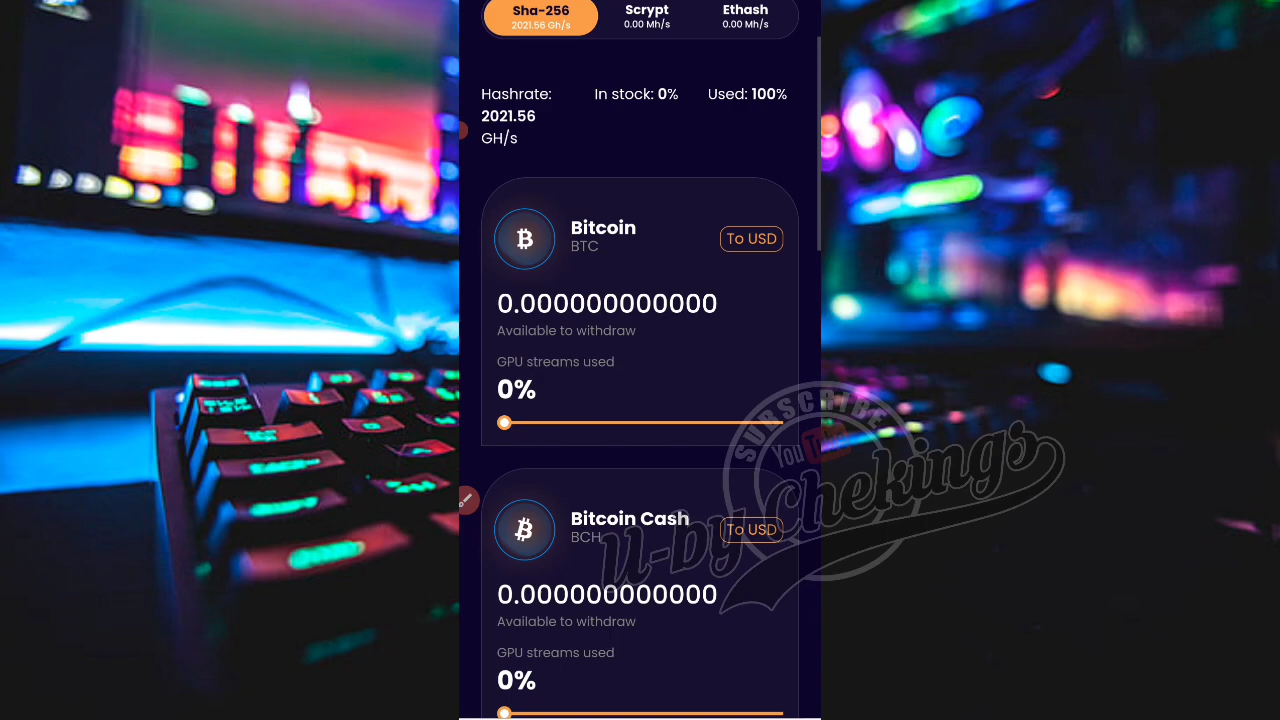 Sha-256
2021.56 Gh/s
Scrypt
0.00 Mh/s
Ethash
0.00 Mh/s
Hashrate:
2021.56
GH/s
In stock: 0%
Used: 100%
Bitcoin
BTC
To USD
0.000000000000
Available to withdraw
GPU streams used
0%
SUBSCRIBE
YouTube
U-by Chekings
Bitcoin Cash
BCH
To USD
0.000000000000
Available to withdraw
GPU streams used
0%